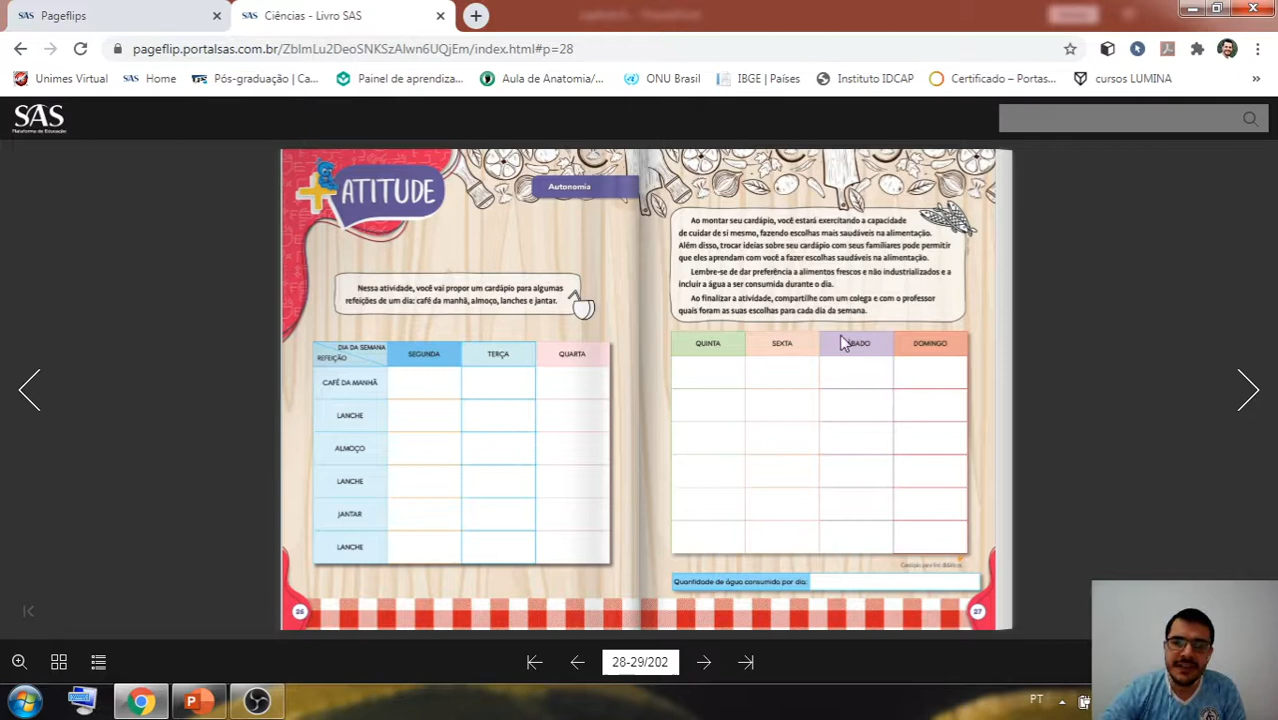 Pageflips
Ciências - Livro SAS
pageflip.portalsas.com.br/ZbImLu2DeoSNKSzAlwn6UQjEm/index.html#p=28
Unimes Virtual
Home
Pós-graduação | Ca...
Painel de aprendiza...
Aula de Anatomia/...
ONU Brasil
IBGE | Países
Instituto IDCAP
Certificado – Portas...
cursos LUMINA
SAS
Plataforma de Educação
+ATITUDE
Autonomia
Nessa atividade, você vai propor um cardápio para algumas
refeições de um dia: café da manhã, almoço, lanches e jantar.
DIA DA SEMANA
REFEIÇÃO
SEGUNDA
TERÇA
QUARTA
CAFÉ DA MANHÃ
LANCHE
ALMOÇO
LANCHE
JANTAR
LANCHE
26
Ao montar seu cardápio, você estará exercitando a capacidade
de cuidar de si mesmo, fazendo escolhas mais saudáveis na alimentação.
Além disso, trocar ideias sobre seu cardápio com seus familiares pode permitir
que eles aprendam com você a fazer escolhas saudáveis na alimentação.
Lembre-se de dar preferência a alimentos frescos e não industrializados e a
incluir a água a ser consumida durante o dia.
Ao finalizar a atividade, compartilhe com um colega e com o professor
quais foram as suas escolhas para cada dia da semana.
QUINTA
SEXTA
SÁBADO
DOMINGO
Quantidade de água consumida por dia:
27
28-29/202
PT